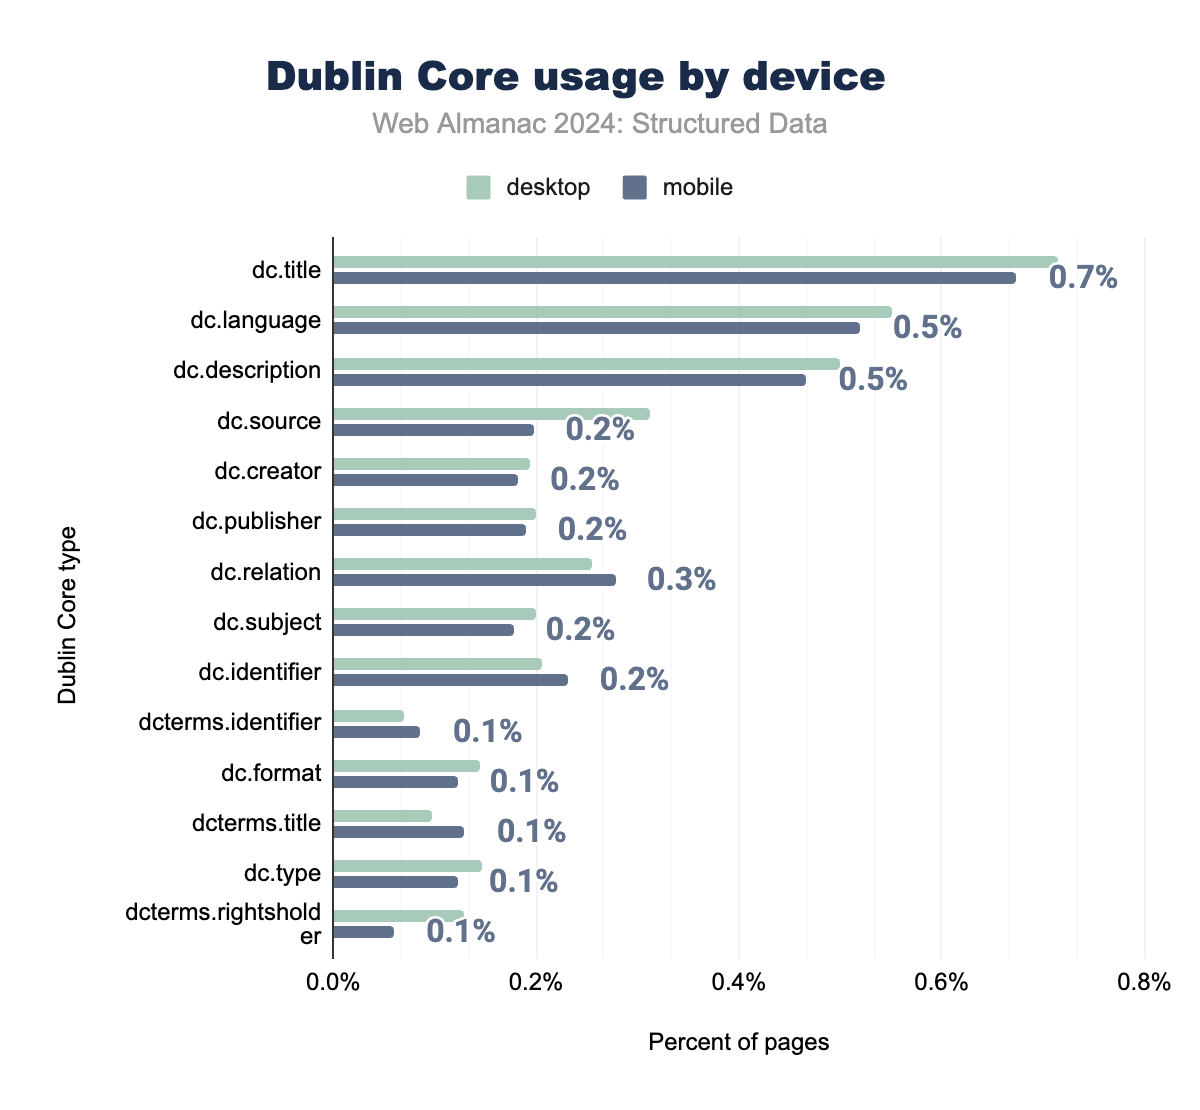 Dublin Core usage by device
Web Almanac 2024: Structured Data
desktop
mobile
Dublin Core type
dc.title
0.7%
dc.language
0.5%
dc.description
0.5%
dc.source
0.2%
dc.creator
0.2%
dc.publisher
0.2%
dc.relation
0.3%
dc.subject
0.2%
dc.identifier
0.2%
dcterms.identifier
0.1%
dc.format
0.1%
dcterms.title
0.1%
dc.type
0.1%
dcterms.rightshold
er
0.1%
0.0%
0.2%
0.4%
0.6%
0.8%
Percent of pages